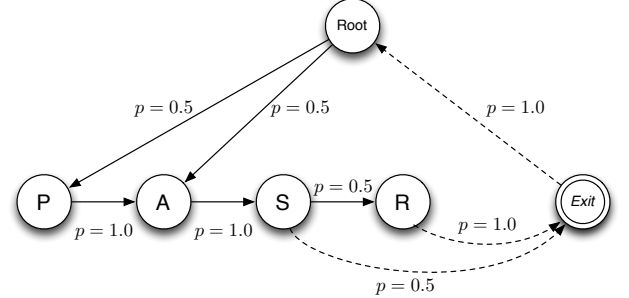 Root
p = 0.5
p = 0.5
p = 1.0
p = 0.5
P
A
S
R
Exit
p = 1.0
p = 1.0
p = 1.0
p = 0.5